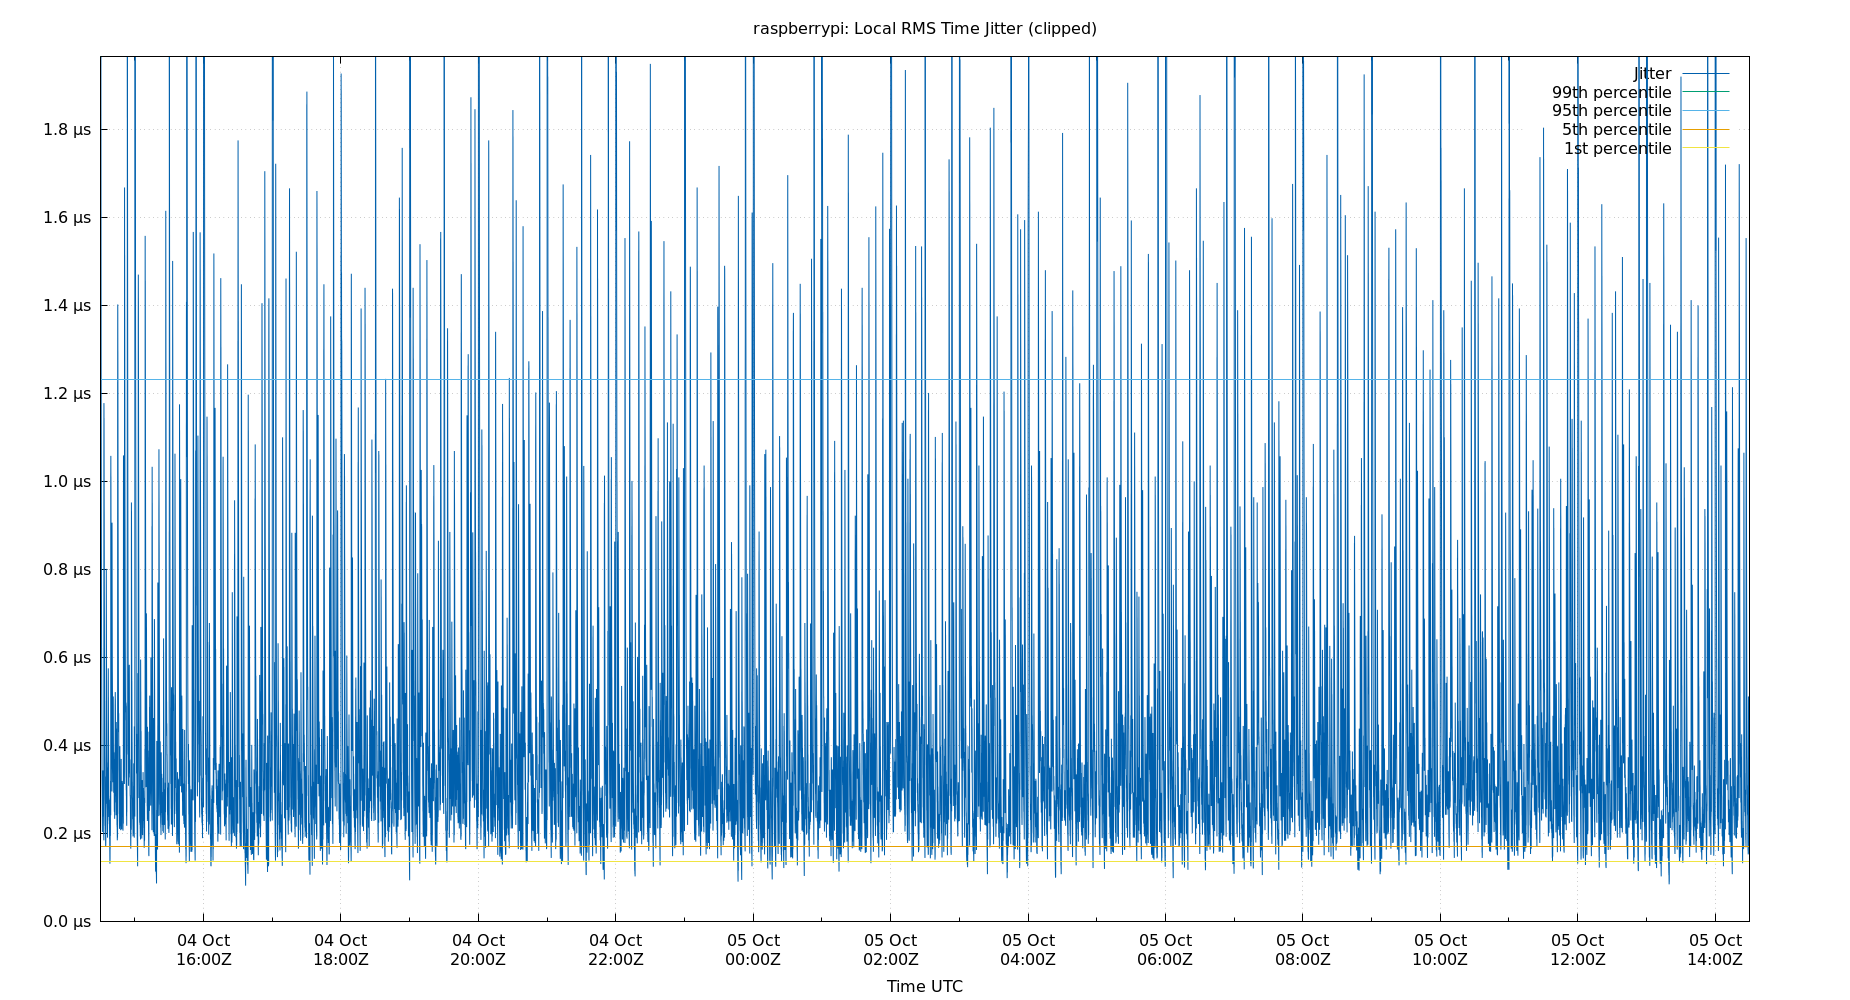 raspberrypi: Local RMS Time Jitter (clipped)
Jitter
99th percentile
95th percentile
5th percentile
1st percentile
1.8 µs
1.6 µs
1.4 µs
1.2 µs
1.0 µs
0.8 µs
0.6 µs
0.4 µs
0.2 µs
0.0 µs
04 Oct 04 Oct 04 Oct 04 Oct 05 Oct 05 Oct 05 Oct 05 Oct 05 Oct 05 Oct 05 Oct 05 Oct
16:00Z 18:00Z 20:00Z 22:00Z 00:00Z 02:00Z 04:00Z 06:00Z 08:00Z 10:00Z 12:00Z 14:00Z
Time UTC